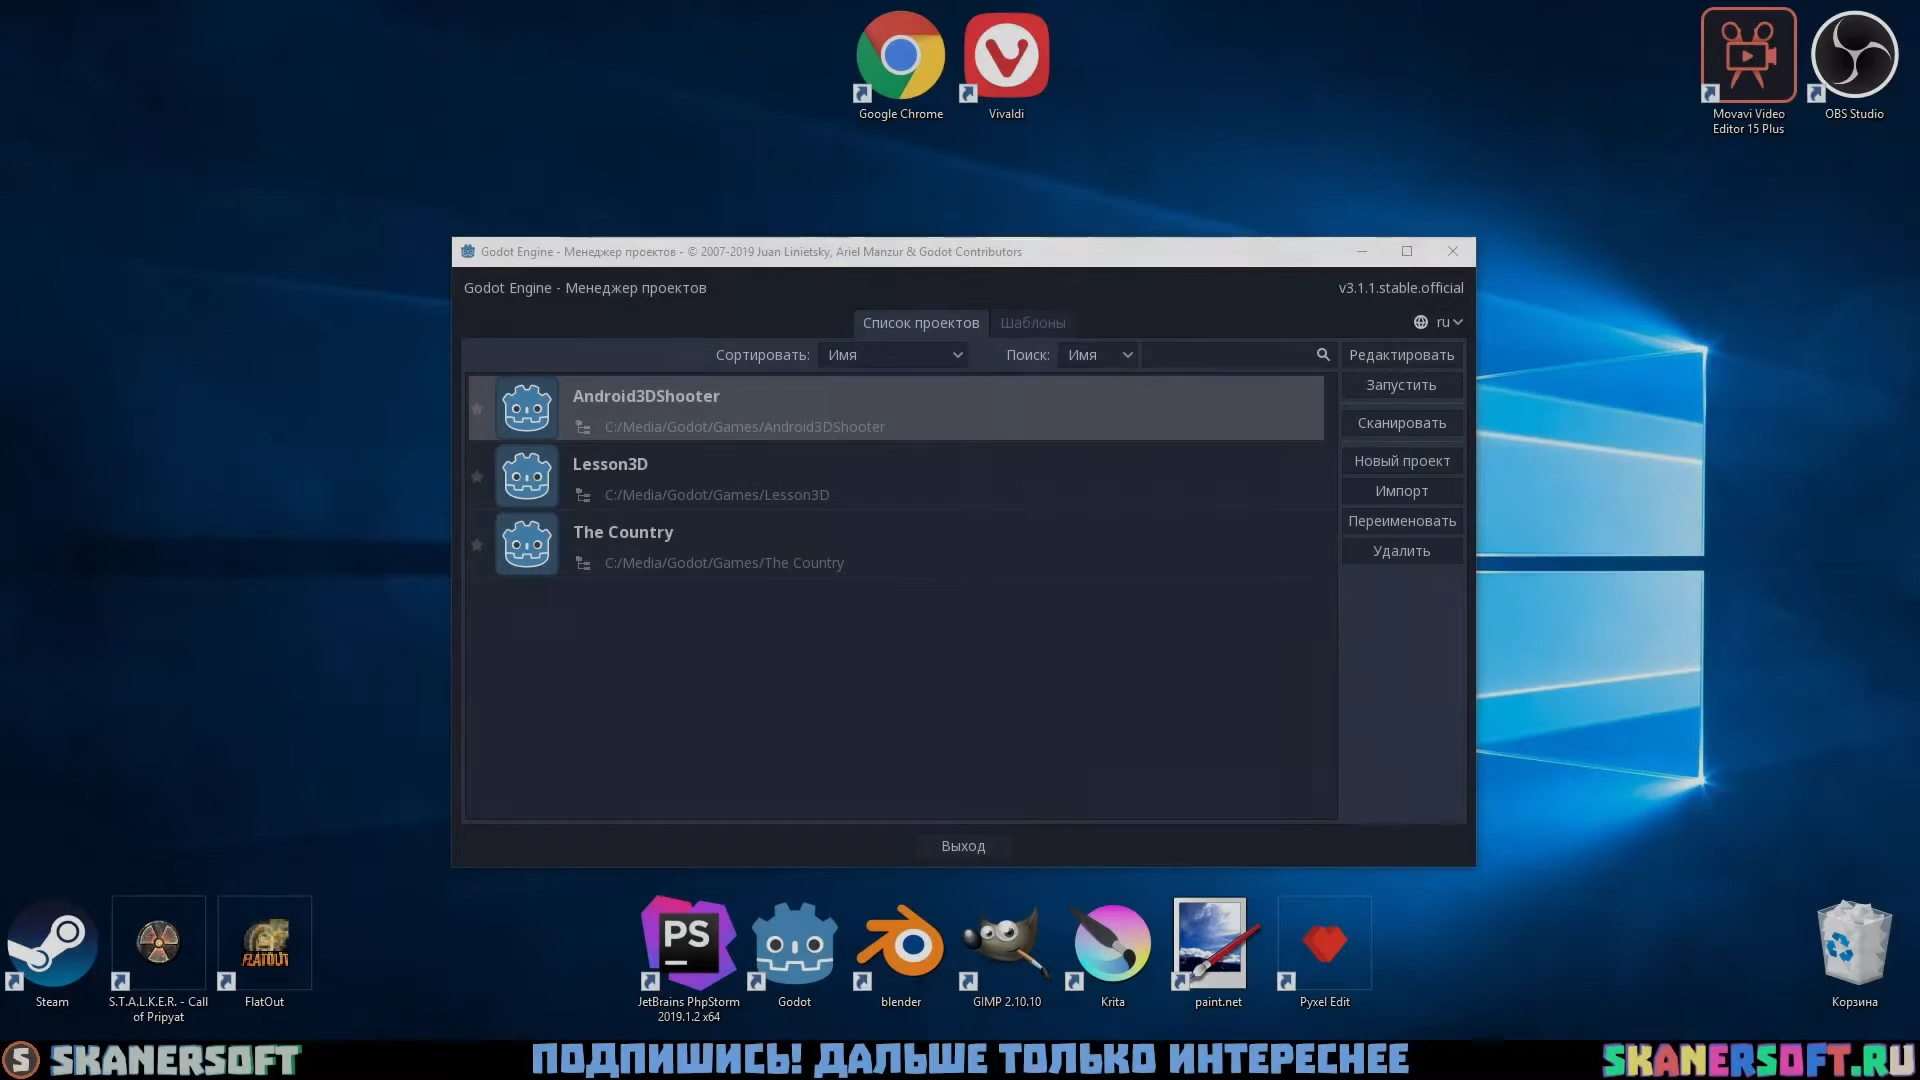 Google Chrome
Vivaldi
Movavi Video
Editor 15 Plus
OBS Studio
Godot Engine - Менеджер проектов - © 2007-2019 Juan Linietsky, Ariel Manzur & Godot Contributors
Godot Engine - Менеджер проектов
v3.1.1.stable.official
Список проектов
Шаблоны
ru
Сортировать:
Имя
Поиск:
Имя
Редактировать
Android3DShooter
C:/Media/Godot/Games/Android3DShooter
Lesson3D
C:/Media/Godot/Games/Lesson3D
The Country
C:/Media/Godot/Games/The Country
Запустить
Сканировать
Новый проект
Импорт
Переименовать
Удалить
Выход
Steam
S.T.A.L.K.E.R. - Call
of Pripyat
FLATOUT
FlatOut
PS
JetBrains PhpStorm
2019.1.2 x64
Godot
blender
GIMP 2.10.10
Krita
paint.net
Pyxel Edit
Корзина
S SKANERSOFT
ПОДПИШИСЬ! ДАЛЬШЕ ТОЛЬКО ИНТЕРЕСНЕЕ
SKANERSOFT.RU